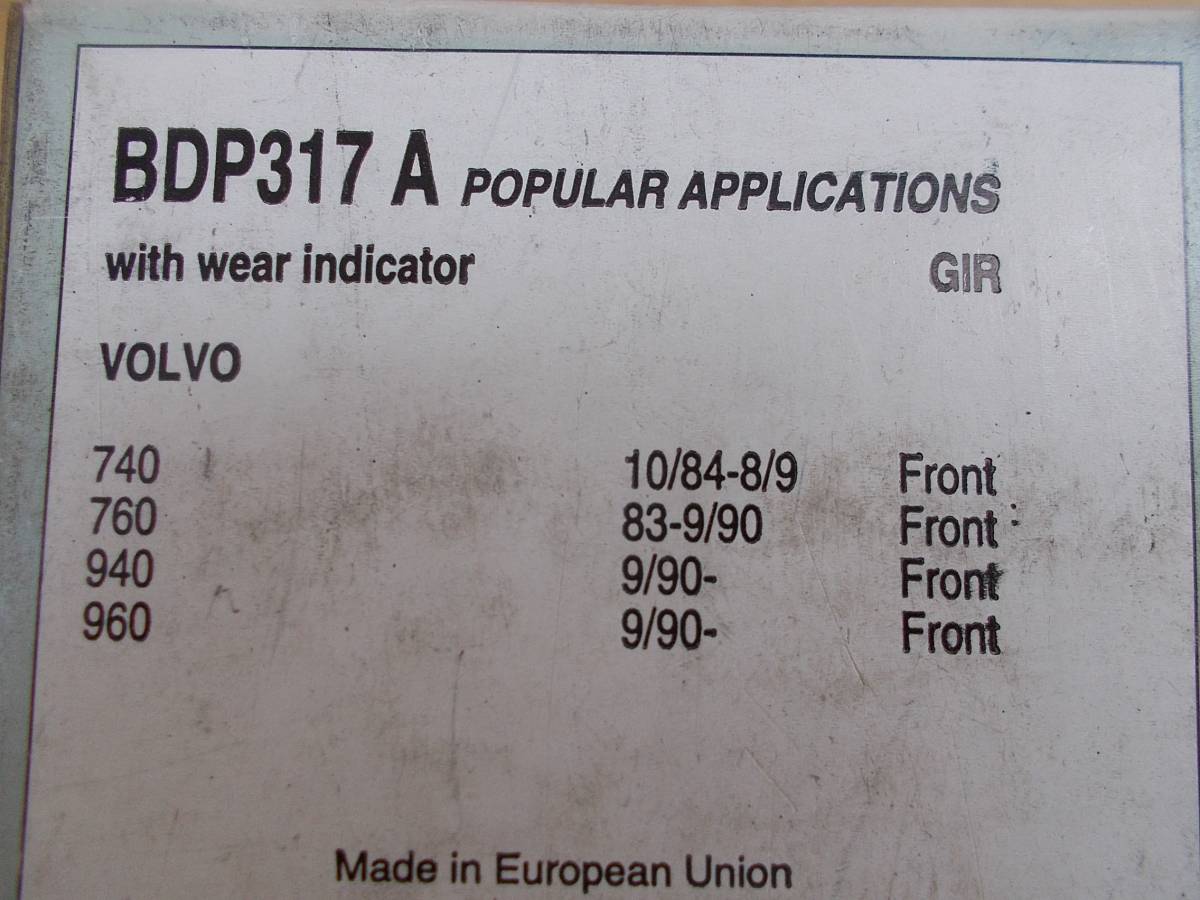 BDP317 A POPULAR APPLICATIONS
with wear indicator GIR
VOLVO
740 10/84-8/9 Front
760 83-9/90 Front
940 9/90- Front
960 9/90- Front
Made in European Union